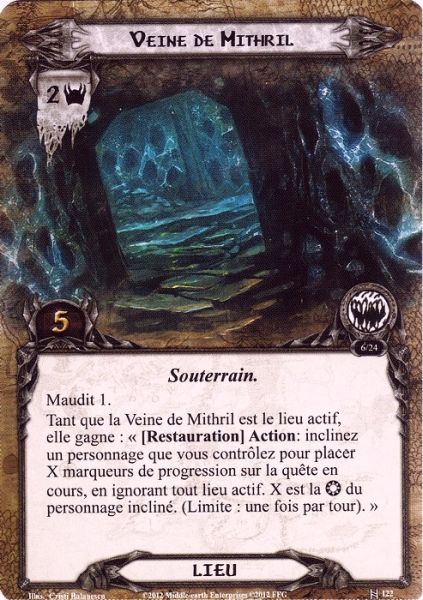 Veine de Mithril
2
5
6/24
Souterrain.
Maudit 1.
Tant que la Veine de Mithril est le lieu actif,
elle gagne : « [Restauration] Action: inclinez
un personnage que vous contrôlez pour placer
X marqueurs de progression sur la quête en
cours, en ignorant tout lieu actif. X est la du
personnage incliné. (Limite : une fois par tour). »
LIEU
Illus. Cristi Balanescu ©2012 Middle-earth Enterprises ©2012 FFG 122